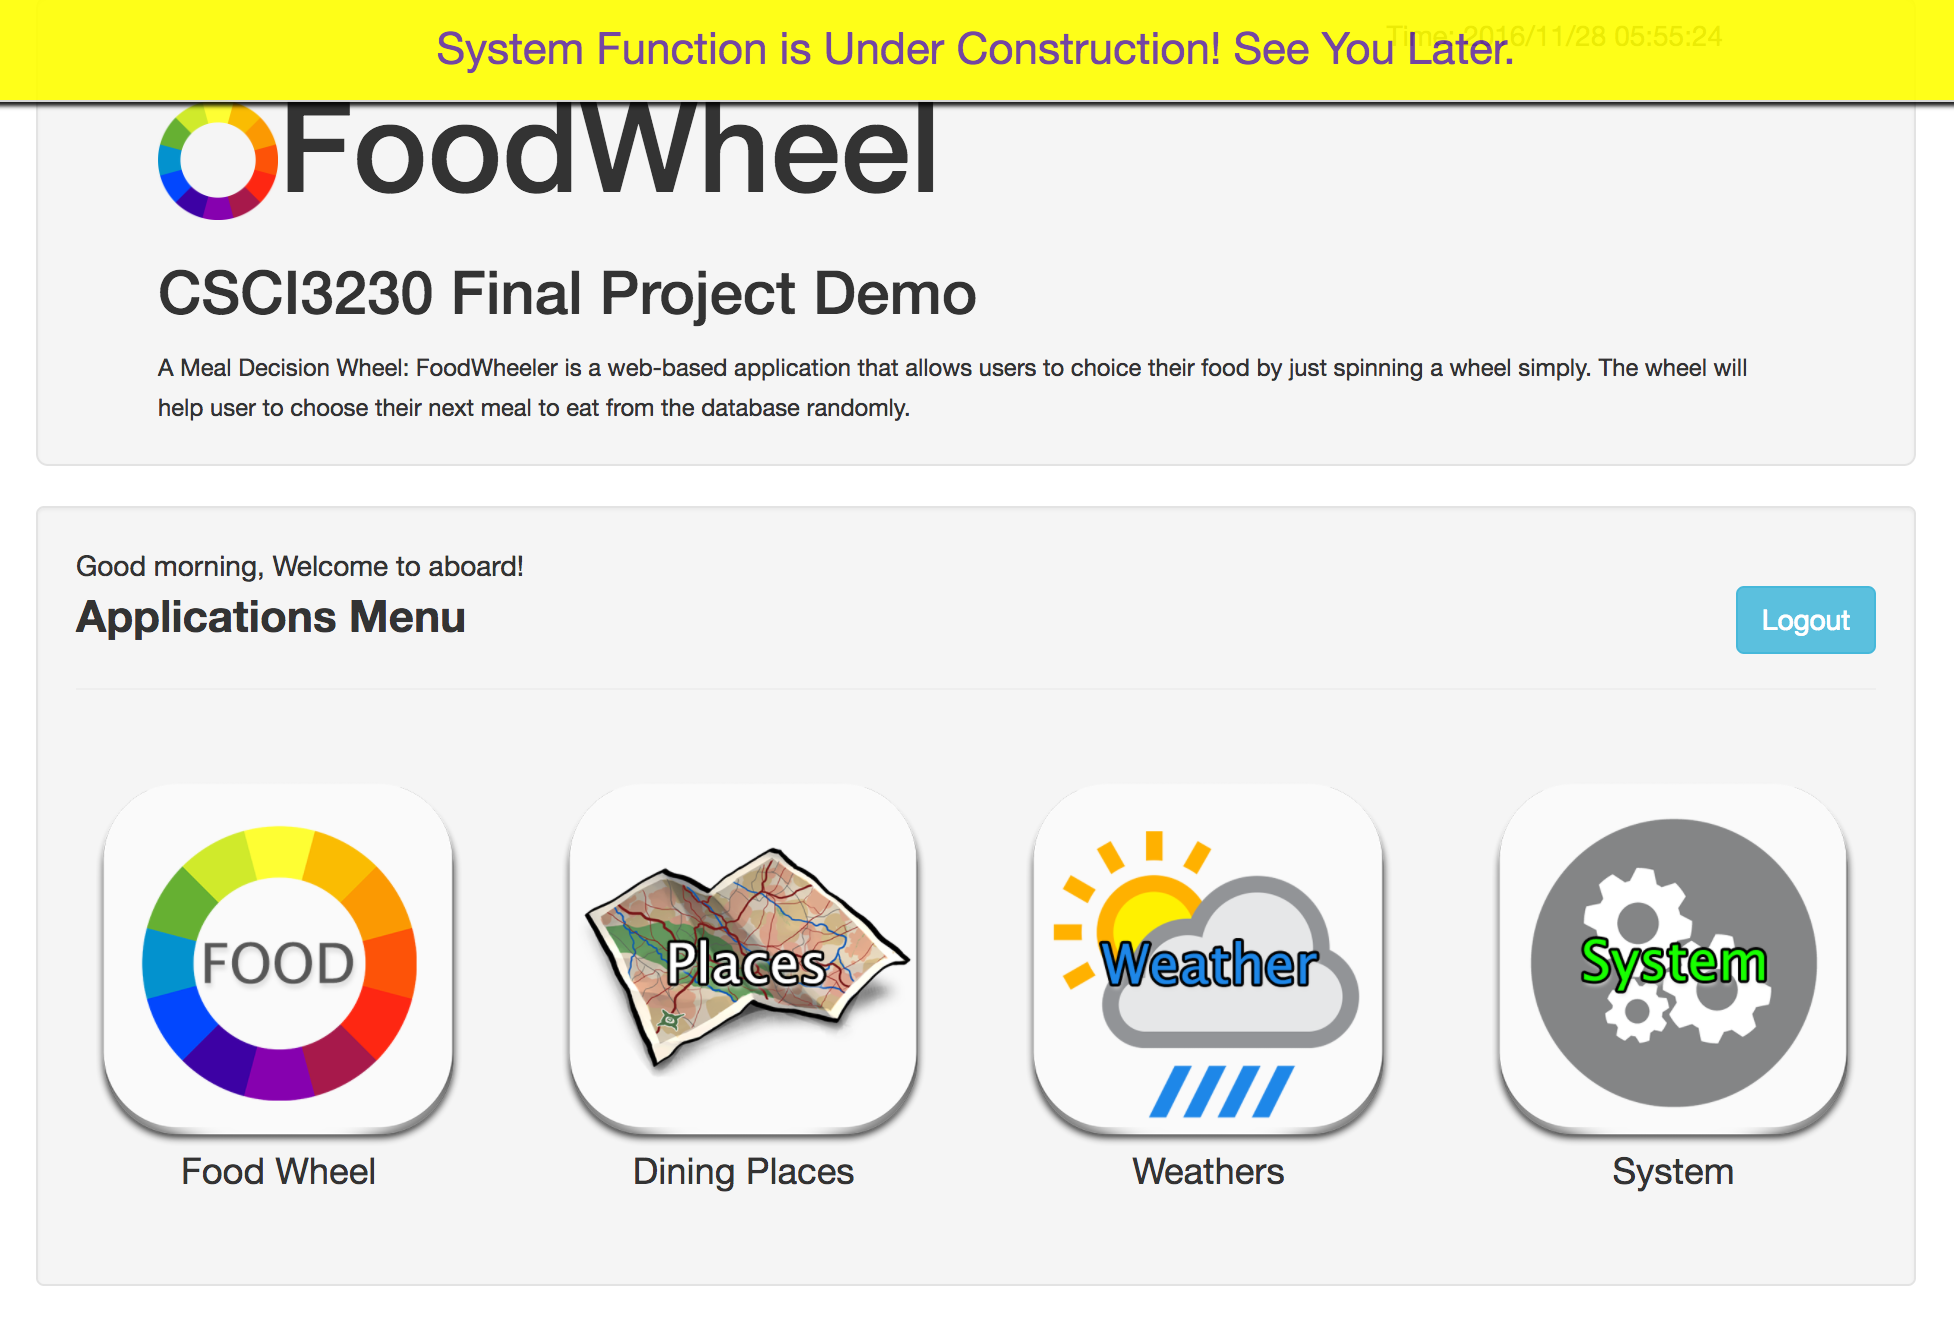 Time: 2016/11/28 05:55:24
System Function is Under Construction! See You Later.
FoodWheel
CSCI3230 Final Project Demo
A Meal Decision Wheel: FoodWheeler is a web-based application that allows users to choice their food by just spinning a wheel simply. The wheel will
help user to choose their next meal to eat from the database randomly.
Good morning, Welcome to aboard!
Applications Menu
Logout
FOOD
Places
Weather
System
Food Wheel
Dining Places
Weathers
System